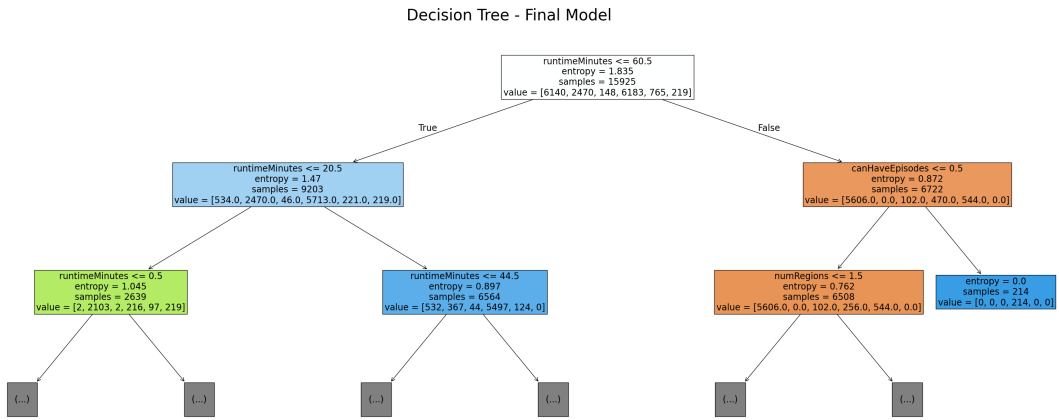 Decision Tree - Final Model
runtimeMinutes <= 60.5
entropy = 1.835
samples = 15925
value = [6140, 2470, 148, 6183, 765, 219]
True
False
runtimeMinutes <= 20.5
entropy = 1.47
samples = 9203
value = [534.0, 2470.0, 46.0, 5713.0, 221.0, 219.0]
canHaveEpisodes <= 0.5
entropy = 0.872
samples = 6722
value = [5606.0, 0.0, 102.0, 470.0, 544.0, 0.0]
runtimeMinutes <= 0.5
entropy = 1.045
samples = 2639
value = [2, 2103, 2, 216, 97, 219]
runtimeMinutes <= 44.5
entropy = 0.897
samples = 6564
value = [532, 367, 44, 5497, 124, 0]
numRegions <= 1.5
entropy = 0.762
samples = 6508
value = [5606.0, 0.0, 102.0, 256.0, 544.0, 0.0]
entropy = 0.0
samples = 214
value = [0, 0, 0, 214, 0, 0]
(...)
(...)
(...)
(...)
(...)
(...)